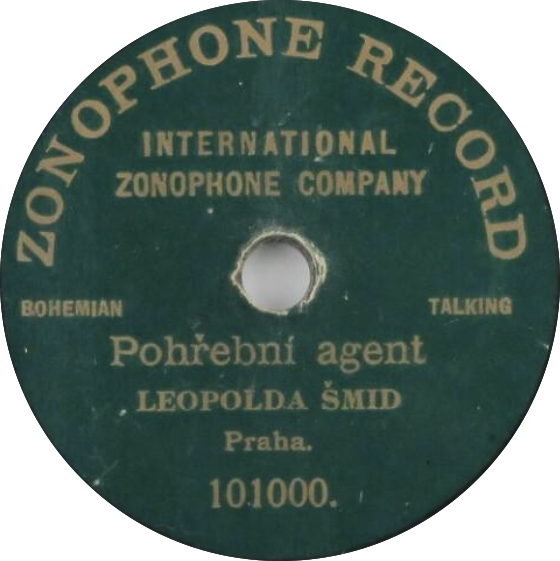 ZONOPHONE RECORD
INTERNATIONAL
ZONOPHONE COMPANY
BOHEMIAN TALKING
Pohřební agent
LEOPOLDA ŠMID
Praha.
101000.